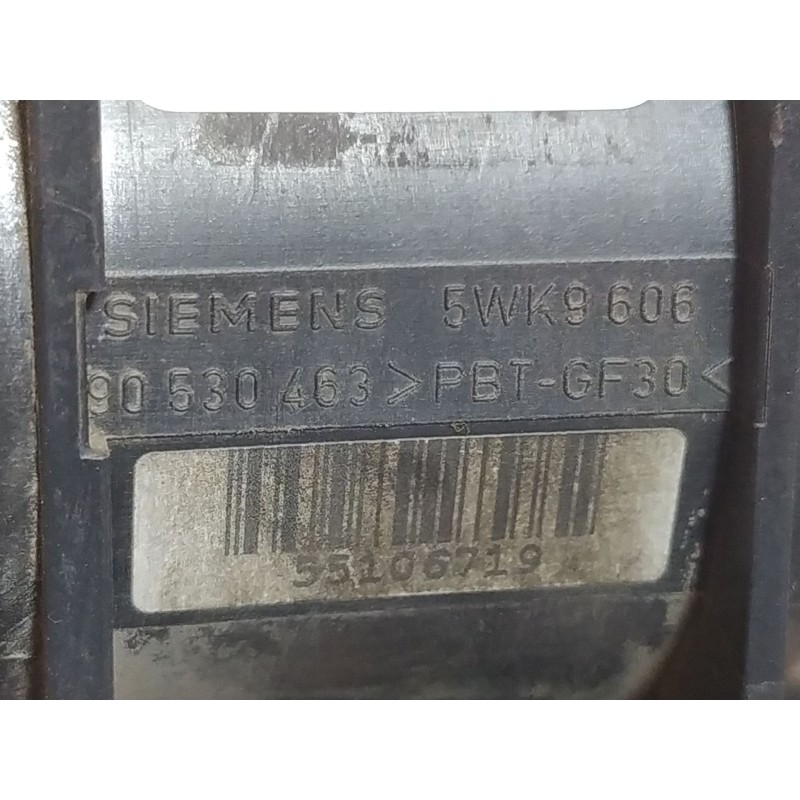 SIEMENS 5WK9 606
90 530 463 >PBT-GF30<
55106719